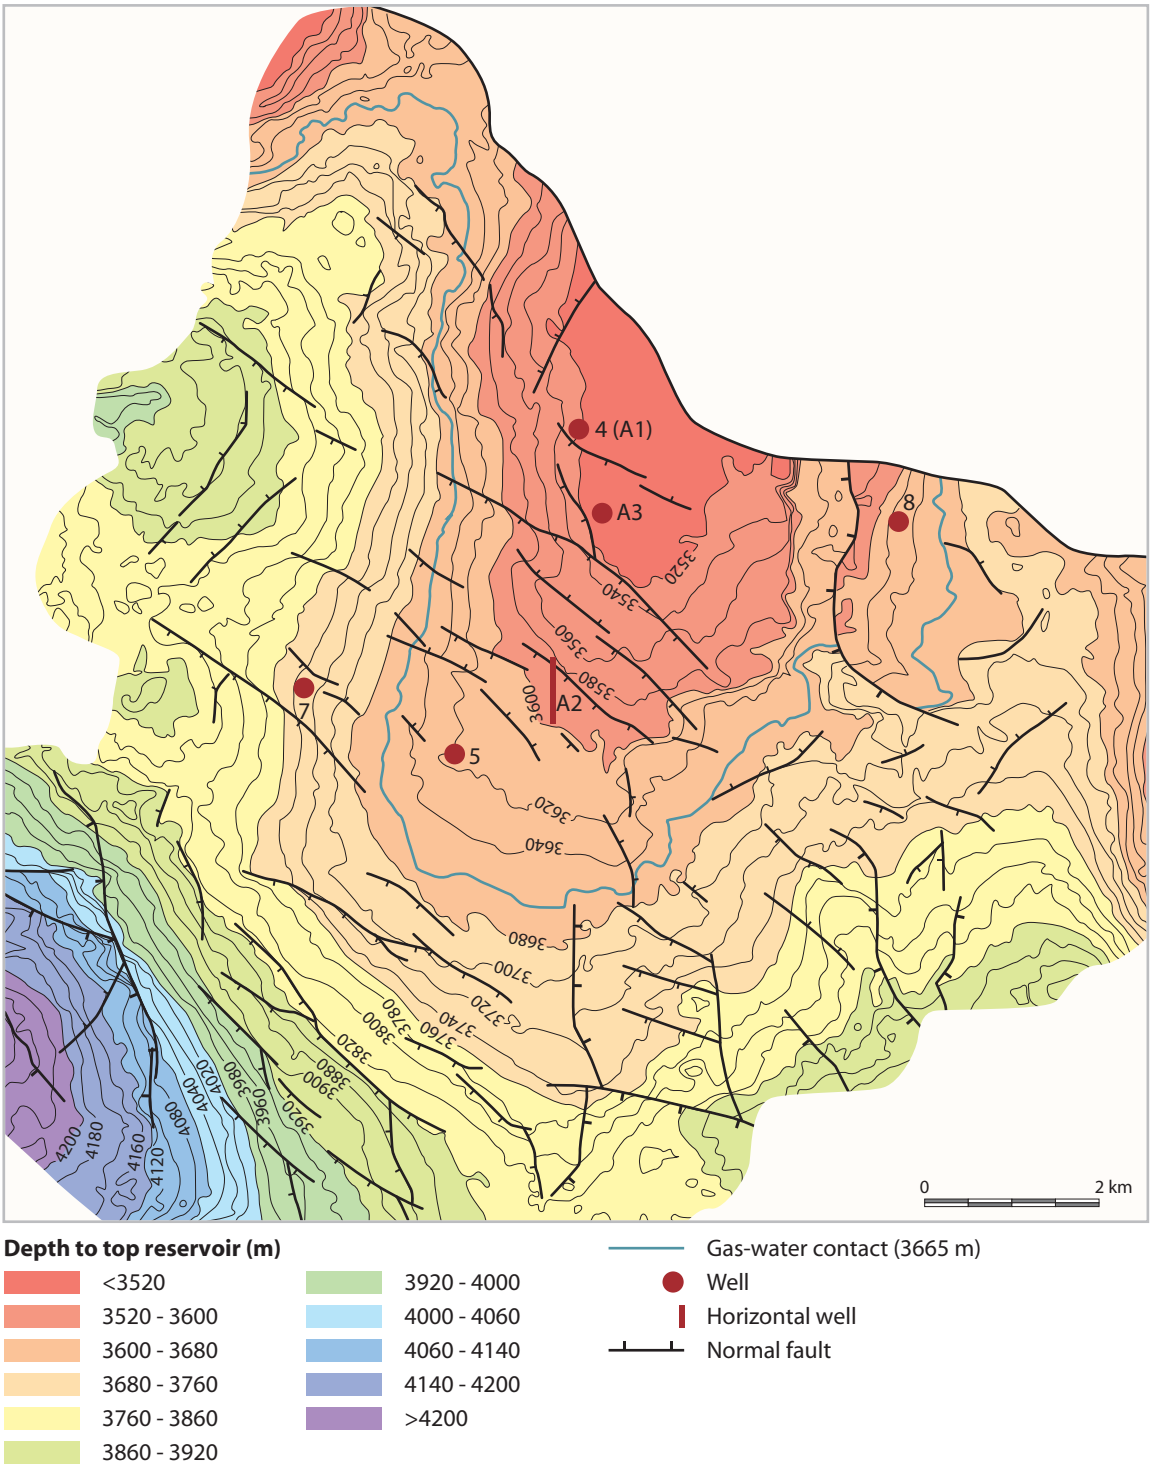 4 (A1)
A3
8
3520
3540
3560
3580
3600
A2
7
5
3620
3640
3680
3700
3720
3740
3760
3780
3800
3820
3880
3900
3920
3960
3980
4020
4040
4080
4120
4160
4180
4200
0 2 km
Depth to top reservoir (m)
<3520
3520 - 3600
3600 - 3680
3680 - 3760
3760 - 3860
3860 - 3920
3920 - 4000
4000 - 4060
4060 - 4140
4140 - 4200
>4200
Gas-water contact (3665 m)
Well
Horizontal well
Normal fault